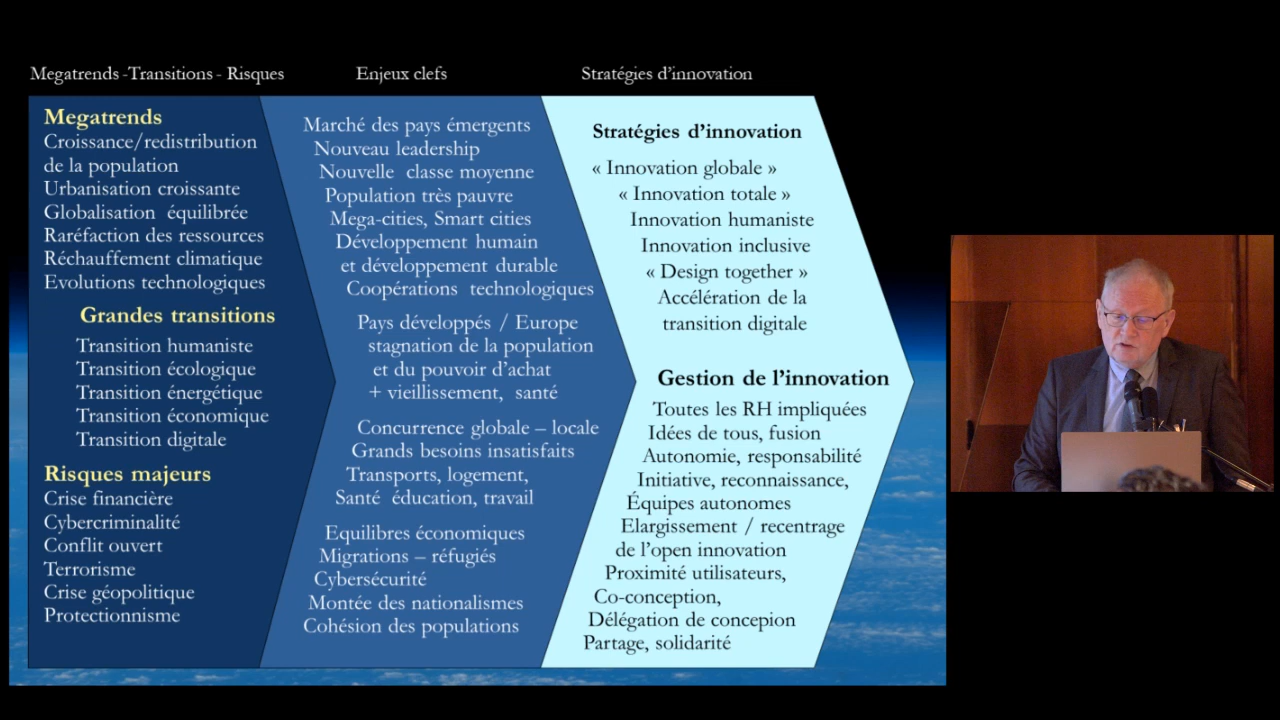 Megatrends -Transitions - Risques
Enjeux clefs
Stratégies d'innovation
Megatrends
Croissance/redistribution
de la population
Urbanisation croissante
Globalisation équilibrée
Raréfaction des ressources
Réchauffement climatique
Evolutions technologiques
Grandes transitions
Transition humaniste
Transition écologique
Transition énergétique
Transition économique
Transition digitale
Risques majeurs
Crise financière
Cybercriminalité
Conflit ouvert
Terrorisme
Crise géopolitique
Protectionnisme
Marché des pays émergents
Nouveau leadership
Nouvelle classe moyenne
Population très pauvre
Mega-cities, Smart cities
Développement humain
et développement durable
Coopérations technologiques
Pays développés / Europe
stagnation de la population
et du pouvoir d'achat
+ vieillissement, santé
Concurrence globale – locale
Grands besoins insatisfaits
Transports, logement,
Santé éducation, travail
Equilibres économiques
Migrations – réfugiés
Cybersécurité
Montée des nationalismes
Cohésion des populations
Stratégies d'innovation
« Innovation globale »
« Innovation totale »
Innovation humaniste
Innovation inclusive
« Design together »
Accélération de la
transition digitale
Gestion de l'innovation
Toutes les RH impliquées
Idées de tous, fusion
Autonomie, responsabilité
Initiative, reconnaissance,
Équipes autonomes
Elargissement / recentrage
de l'open innovation
Proximité utilisateurs,
Co-conception,
Délégation de concepion
Partage, solidarité